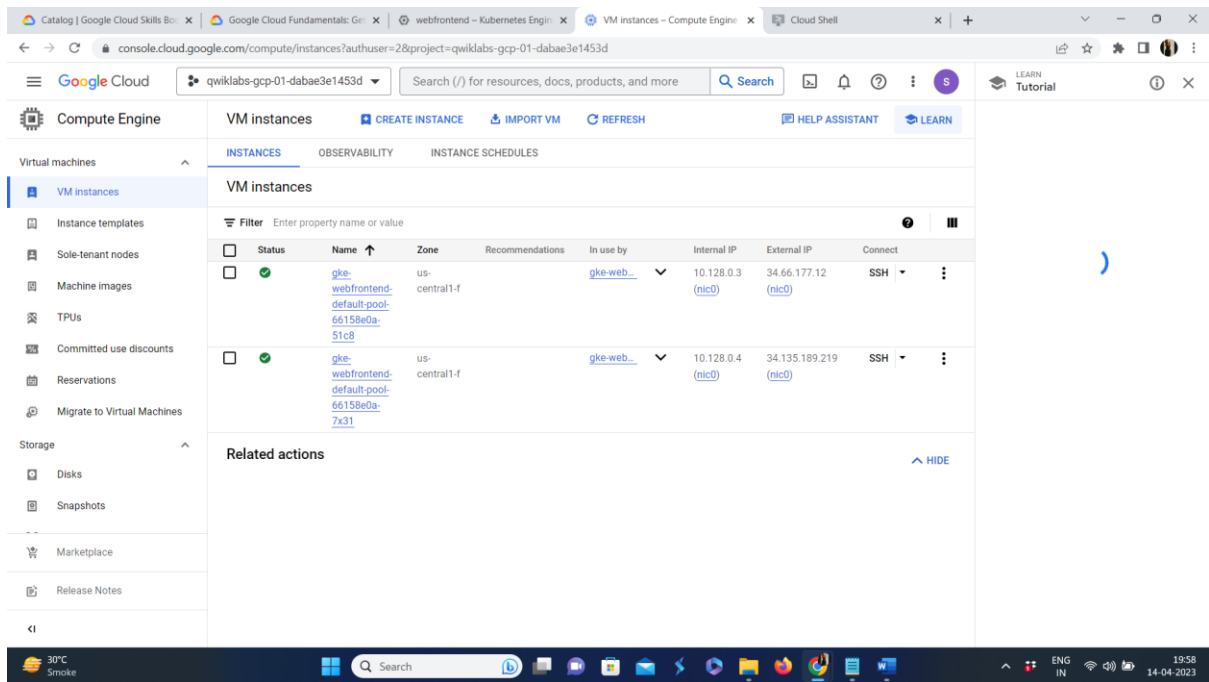 Catalog | Google Cloud Skills Boo
Google Cloud Fundamentals: Get
webfrontend – Kubernetes Engin
VM instances – Compute Engine
Cloud Shell
console.cloud.google.com/compute/instances?authuser=2&project=qwiklabs-gcp-01-dabae3e1453d
Google Cloud
qwiklabs-gcp-01-dabae3e1453d
Search (/) for resources, docs, products, and more
Search
S
LEARN
Tutorial
Compute Engine
VM instances
CREATE INSTANCE
IMPORT VM
REFRESH
HELP ASSISTANT
LEARN
Virtual machines
VM instances
Instance templates
Sole-tenant nodes
Machine images
TPUs
Committed use discounts
Reservations
Migrate to Virtual Machines
Storage
Disks
Snapshots
Marketplace
Release Notes
INSTANCES OBSERVABILITY INSTANCE SCHEDULES
VM instances
Filter Enter property name or value
Status Name Zone Recommendations In use by Internal IP External IP Connect
gke-webfrontend-default-pool-66158e0a-51c8
us-central1-f
gke-web...
10.128.0.3
(nic0)
34.66.177.12
(nic0)
SSH
gke-webfrontend-default-pool-66158e0a-7x31
us-central1-f
gke-web...
10.128.0.4
(nic0)
34.135.189.219
(nic0)
SSH
Related actions
HIDE
30°C
Smoke
Search
ENG
IN
19:58
14-04-2023